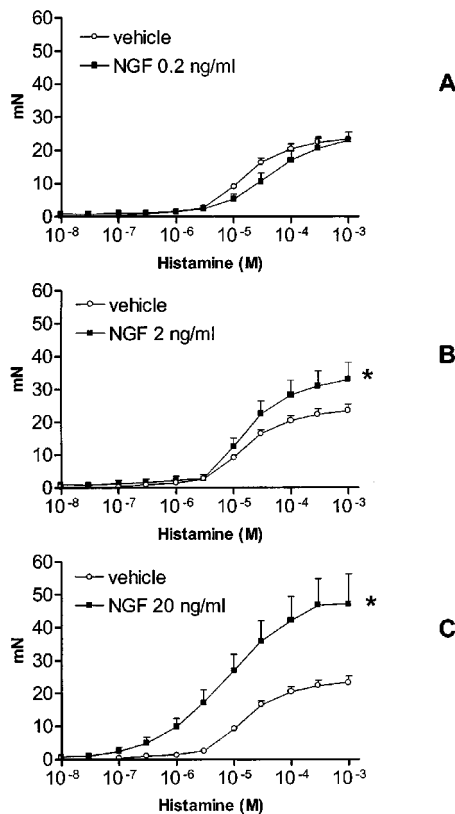 60
50
40
30
20
10
0
mN
vehicle
NGF 0.2 ng/ml
A
10⁻⁸ 10⁻⁷ 10⁻⁶ 10⁻⁵ 10⁻⁴ 10⁻³
Histamine (M)
60
50
40
30
20
10
0
mN
vehicle
NGF 2 ng/ml
*
B
10⁻⁸ 10⁻⁷ 10⁻⁶ 10⁻⁵ 10⁻⁴ 10⁻³
Histamine (M)
60
50
40
30
20
10
0
mN
vehicle
NGF 20 ng/ml
*
C
10⁻⁸ 10⁻⁷ 10⁻⁶ 10⁻⁵ 10⁻⁴ 10⁻³
Histamine (M)